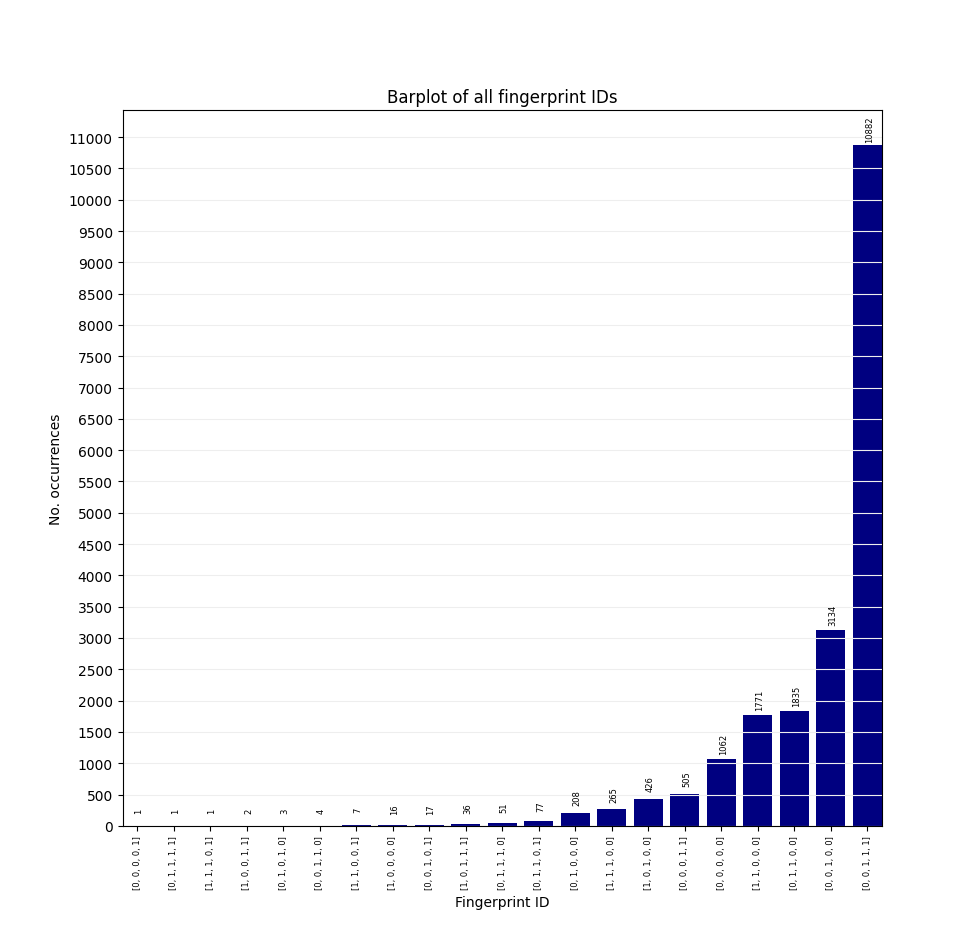 Barplot of all fingerprint IDs
No. occurrences
11000
10500
10000
9500
9000
8500
8000
7500
7000
6500
6000
5500
5000
4500
4000
3500
3000
2500
2000
1500
1000
500
0
1
1
1
2
3
4
7
16
17
36
51
77
208
265
426
505
1062
1771
1835
3134
10882
[0, 0, 0, 0, 1]
[0, 1, 1, 1, 1]
[1, 1, 1, 0, 1]
[1, 0, 0, 1, 1]
[0, 1, 0, 1, 0]
[0, 0, 1, 1, 0]
[1, 1, 0, 0, 1]
[1, 0, 0, 0, 0]
[0, 0, 1, 0, 1]
[1, 0, 1, 1, 1]
[0, 1, 1, 1, 0]
[0, 1, 1, 0, 1]
[0, 1, 0, 0, 0]
[1, 1, 1, 0, 0]
[1, 0, 1, 0, 0]
[0, 0, 0, 1, 1]
[0, 0, 0, 0, 0]
[1, 1, 0, 0, 0]
[0, 1, 1, 0, 0]
[0, 0, 1, 0, 0]
[0, 0, 1, 1, 1]
Fingerprint ID